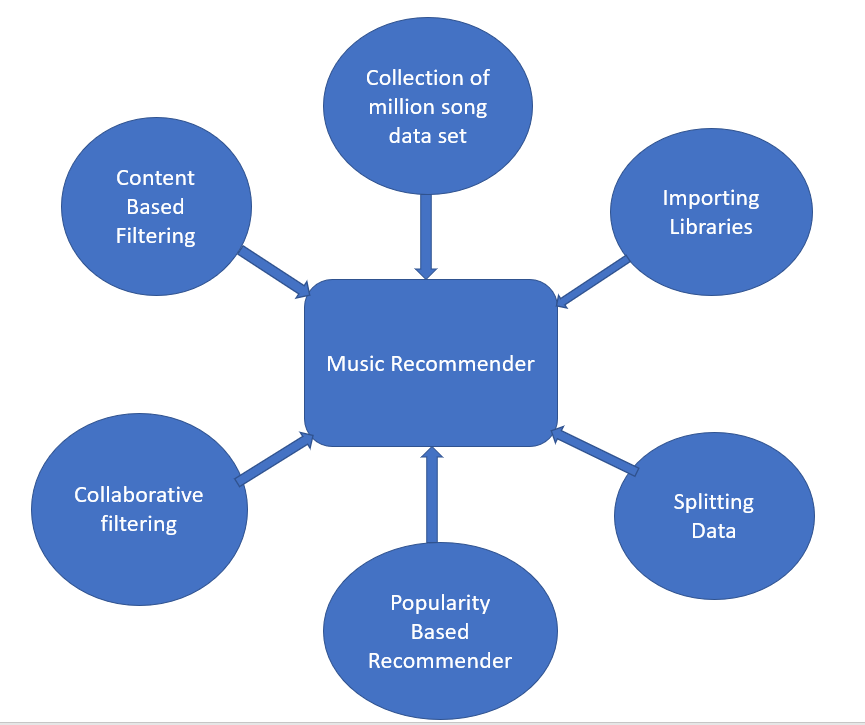 Collection of
million song
data set
Content
Based
Filtering
Importing
Libraries
Music Recommender
Collaborative
filtering
Splitting
Data
Popularity
Based
Recommender